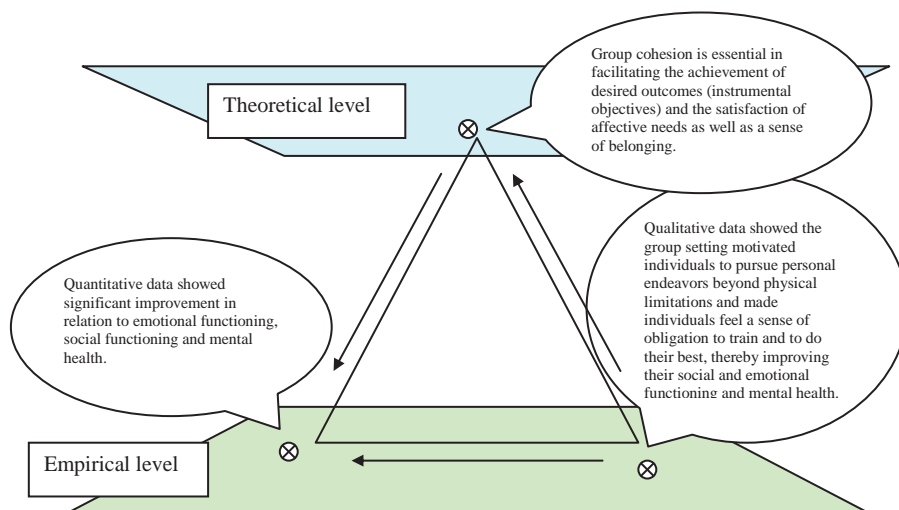 Theoretical level
Group cohesion is essential in
facilitating the achievement of
desired outcomes (instrumental
objectives) and the satisfaction of
affective needs as well as a sense
of belonging.
Quantitative data showed
significant improvement in
relation to emotional functioning,
social functioning and mental
health.
Qualitative data showed the
group setting motivated
individuals to pursue personal
endeavors beyond physical
limitations and made
individuals feel a sense of
obligation to train and to do
their best, thereby improving
their social and emotional
functioning and mental health.
Empirical level